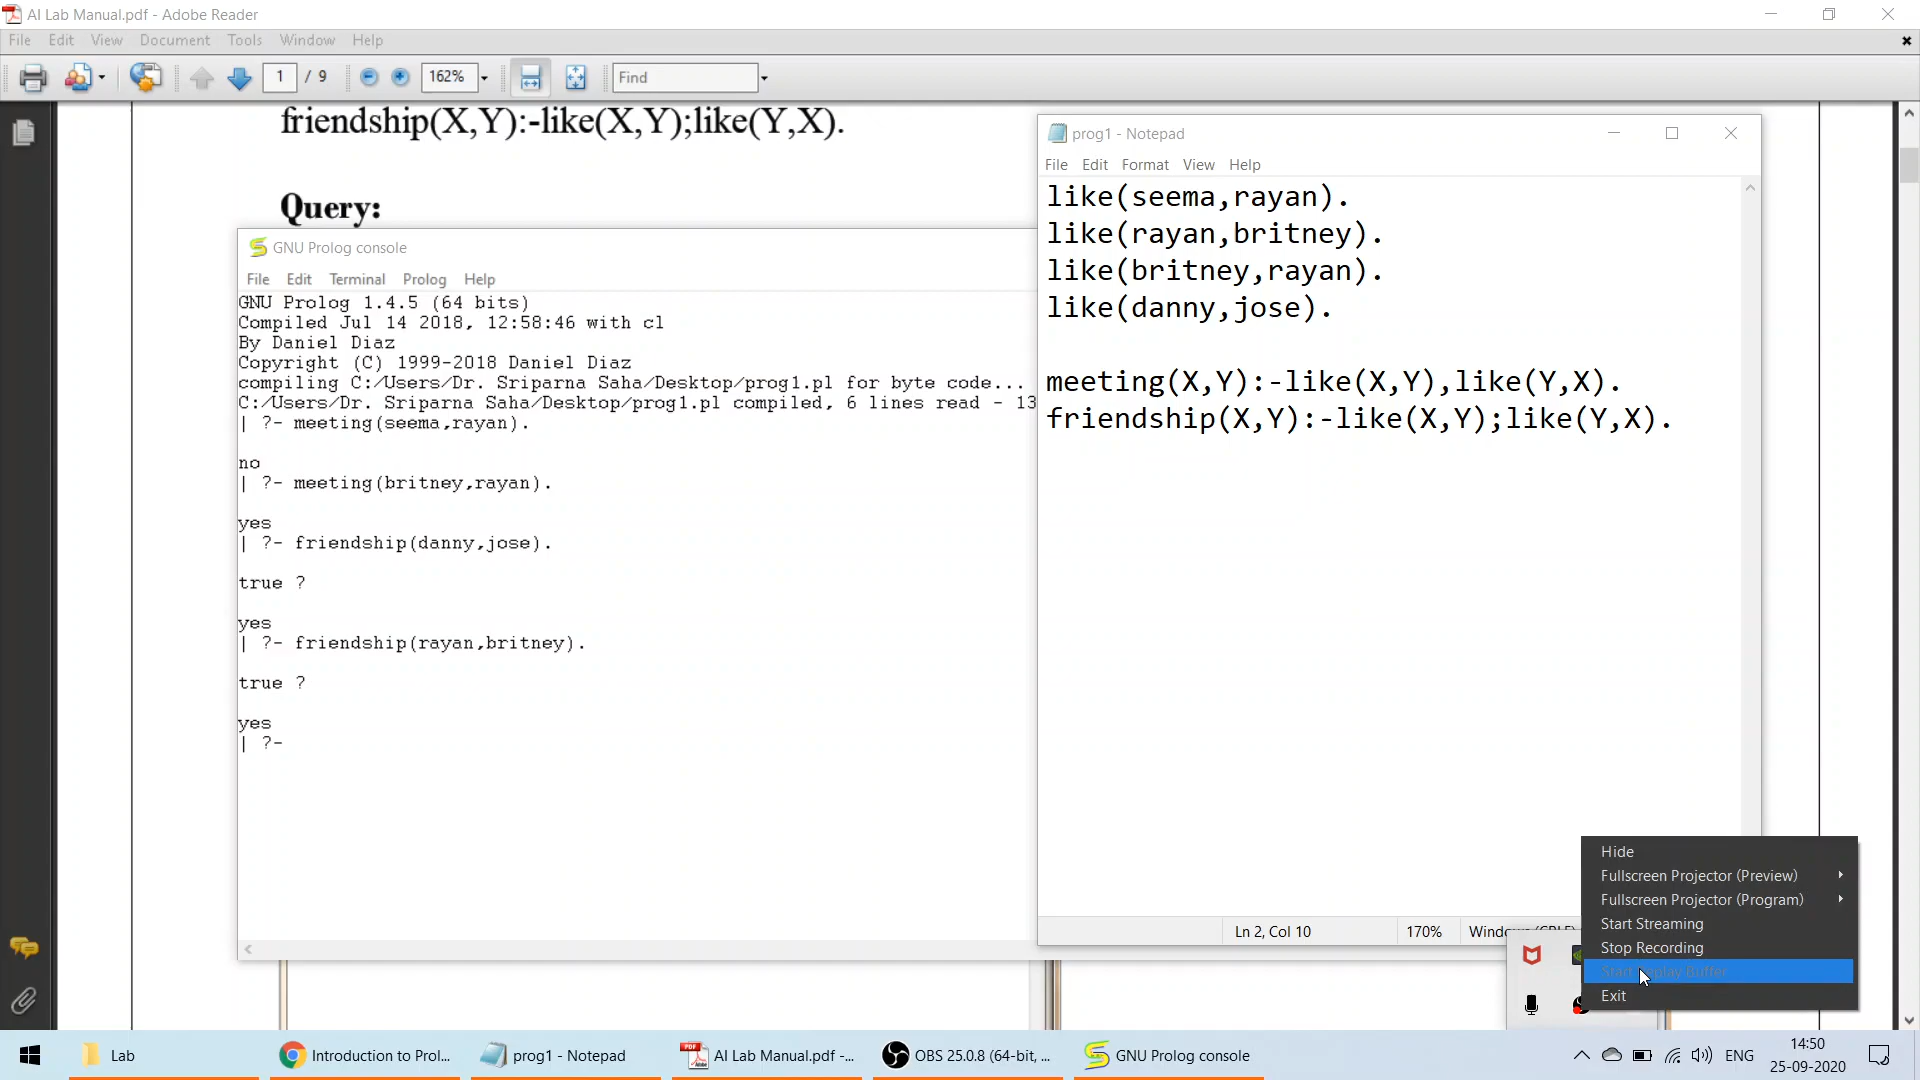 AI Lab Manual.pdf - Adobe Reader
File Edit View Document Tools Window Help
1 / 9 162% Find
friendship(X,Y):-like(X,Y);like(Y,X).
Query:
GNU Prolog console
File Edit Terminal Prolog Help
GNU Prolog 1.4.5 (64 bits)
Compiled Jul 14 2018, 12:58:46 with cl
By Daniel Diaz
Copyright (C) 1999-2018 Daniel Diaz
compiling C:/Users/Dr. Sriparna Saha/Desktop/prog1.pl for byte code...
C:/Users/Dr. Sriparna Saha/Desktop/prog1.pl compiled, 6 lines read - 13
| ?- meeting(seema,rayan).
no
| ?- meeting(britney,rayan).
yes
| ?- friendship(danny,jose).
true ?
yes
| ?- friendship(rayan,britney).
true ?
yes
| ?-
prog1 - Notepad
File Edit Format View Help
like(seema,rayan).
like(rayan,britney).
like(britney,rayan).
like(danny,jose).
meeting(X,Y):-like(X,Y),like(Y,X).
friendship(X,Y):-like(X,Y);like(Y,X).
Ln 2, Col 10 170%
Hide
Fullscreen Projector (Preview)
Fullscreen Projector (Program)
Start Streaming
Stop Recording
Start Replay Buffer
Exit
Lab
Introduction to Prol...
prog1 - Notepad
AI Lab Manual.pdf -...
OBS 25.0.8 (64-bit, ...
GNU Prolog console
ENG
14:50
25-09-2020